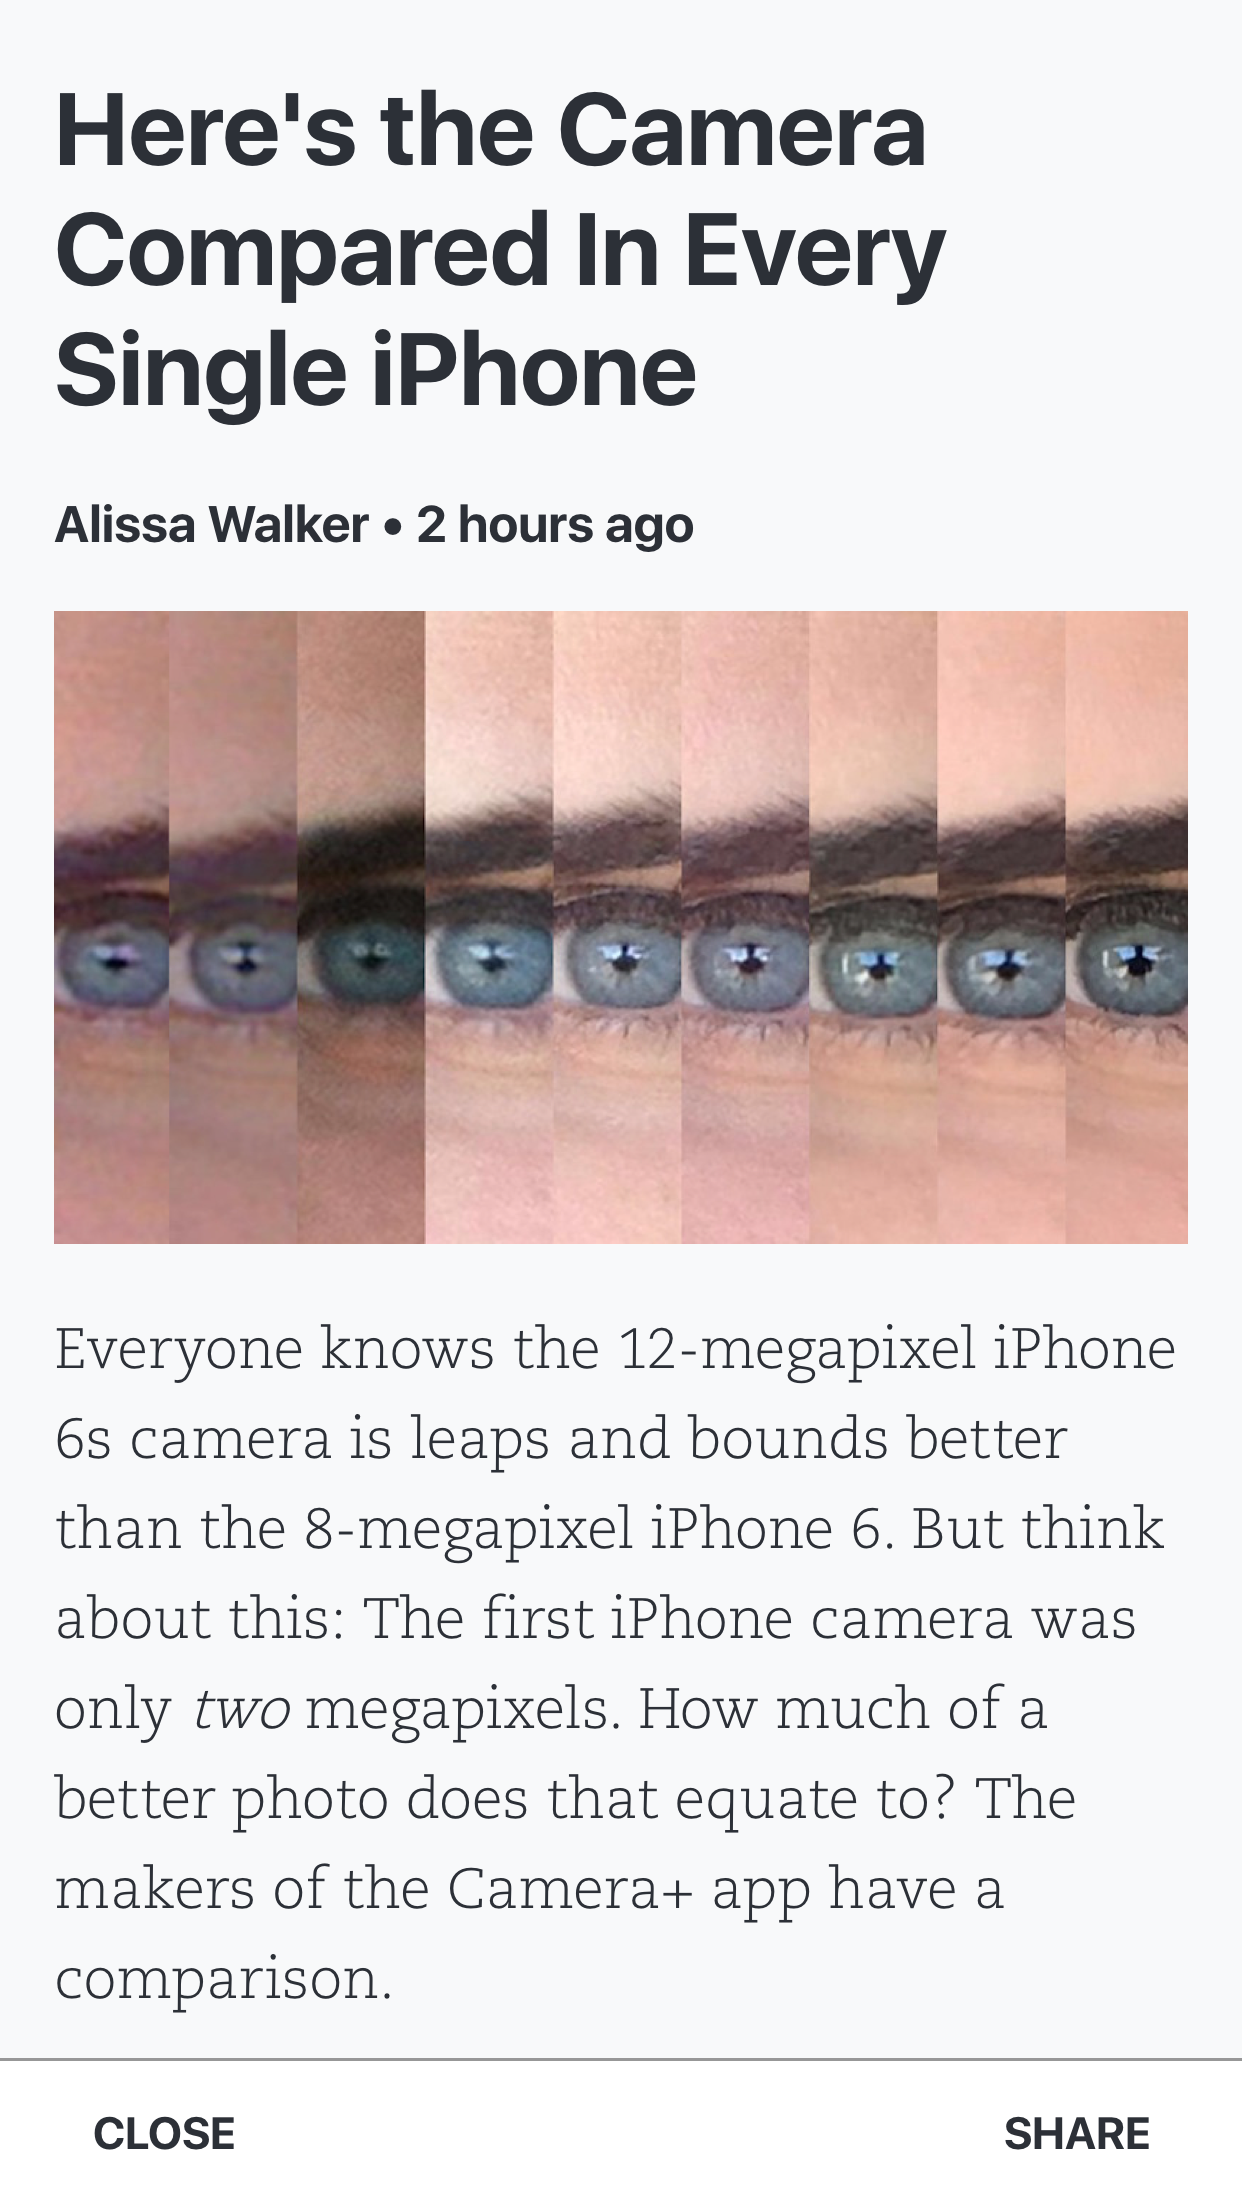 Here's the Camera
Compared In Every
Single iPhone
Alissa Walker • 2 hours ago
Everyone knows the 12-megapixel iPhone
6s camera is leaps and bounds better
than the 8-megapixel iPhone 6. But think
about this: The first iPhone camera was
only two megapixels. How much of a
better photo does that equate to? The
makers of the Camera+ app have a
comparison.
CLOSE
SHARE